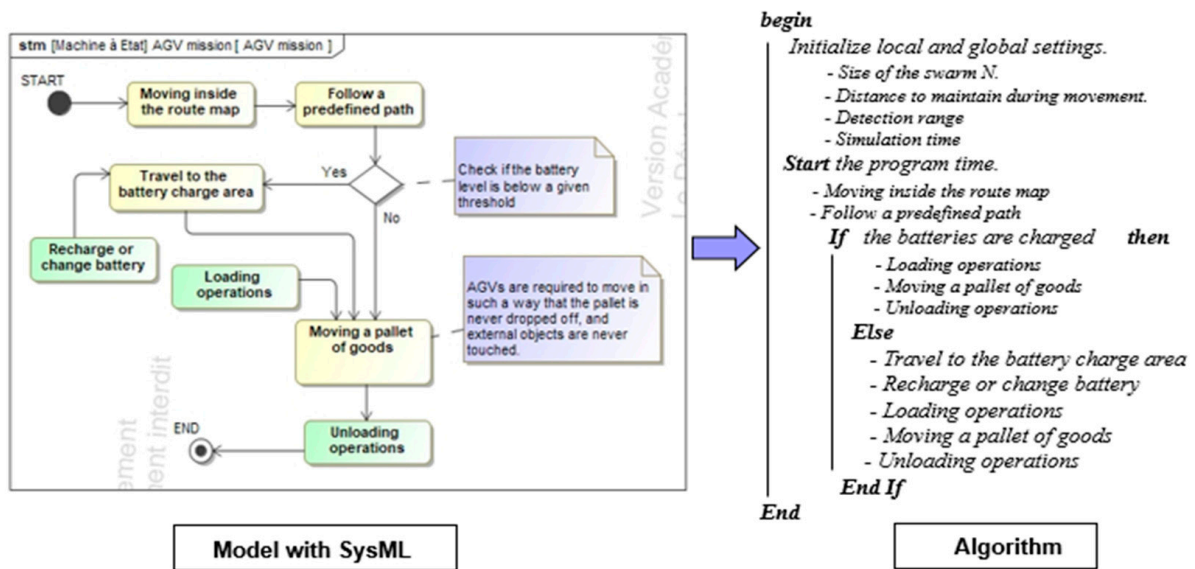 stm [Machine à Etat] AGV mission [ AGV mission ]
START
Moving inside
the route map
Follow a
predefined path
Travel to the
battery charge area
Yes
No
Check if the battery
level is below a given
threshold
Recharge or
change battery
Loading
operations
Moving a pallet
of goods
AGVs are required to move in
such a way that the pallet is
never dropped off, and
external objects are never
touched.
END
Unloading
operations
Version Acadé
ement
ment interdit
Model with SysML
begin
Initialize local and global settings.
- Size of the swarm N.
- Distance to maintain during movement.
- Detection range
- Simulation time
Start the program time.
- Moving inside the route map
- Follow a predefined path
If the batteries are charged then
- Loading operations
- Moving a pallet of goods
- Unloading operations
Else
- Travel to the battery charge area
- Recharge or change battery
- Loading operations
- Moving a pallet of goods
- Unloading operations
End If
End
Algorithm